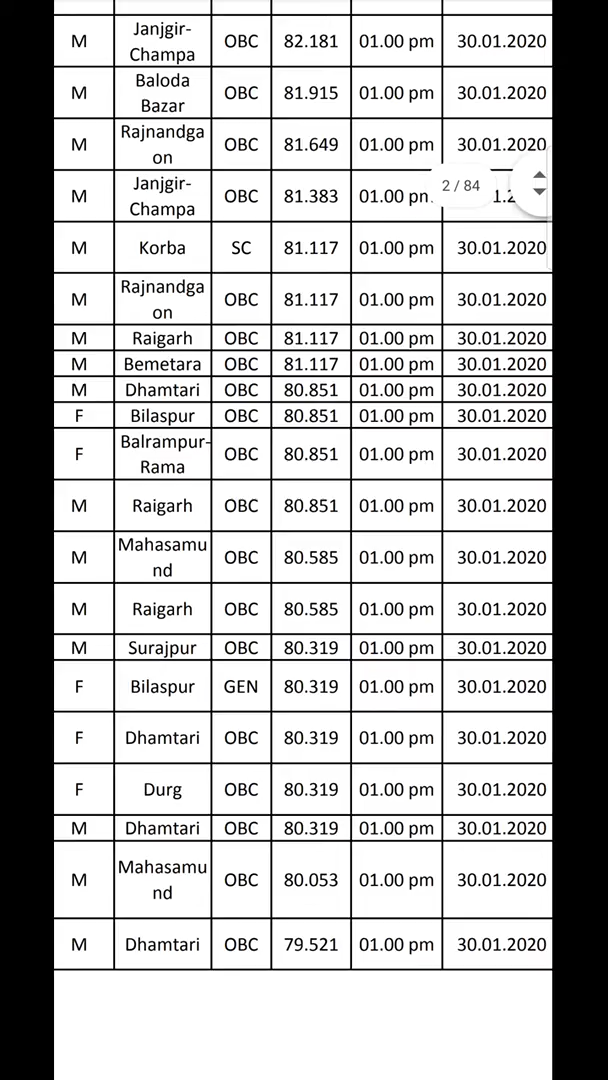 M Janjgir-Champa OBC 82.181 01.00 pm 30.01.2020
M Baloda Bazar OBC 81.915 01.00 pm 30.01.2020
M Rajnandgaon OBC 81.649 01.00 pm 30.01.2020
M Janjgir-Champa OBC 81.383 01.00 pm 1.2
2 / 84
M Korba SC 81.117 01.00 pm 30.01.2020
M Rajnandgaon OBC 81.117 01.00 pm 30.01.2020
M Raigarh OBC 81.117 01.00 pm 30.01.2020
M Bemetara OBC 81.117 01.00 pm 30.01.2020
M Dhamtari OBC 80.851 01.00 pm 30.01.2020
F Bilaspur OBC 80.851 01.00 pm 30.01.2020
F Balrampur-Rama OBC 80.851 01.00 pm 30.01.2020
M Raigarh OBC 80.851 01.00 pm 30.01.2020
M Mahasamund OBC 80.585 01.00 pm 30.01.2020
M Raigarh OBC 80.585 01.00 pm 30.01.2020
M Surajpur OBC 80.319 01.00 pm 30.01.2020
F Bilaspur GEN 80.319 01.00 pm 30.01.2020
F Dhamtari OBC 80.319 01.00 pm 30.01.2020
F Durg OBC 80.319 01.00 pm 30.01.2020
M Dhamtari OBC 80.319 01.00 pm 30.01.2020
M Mahasamund OBC 80.053 01.00 pm 30.01.2020
M Dhamtari OBC 79.521 01.00 pm 30.01.2020